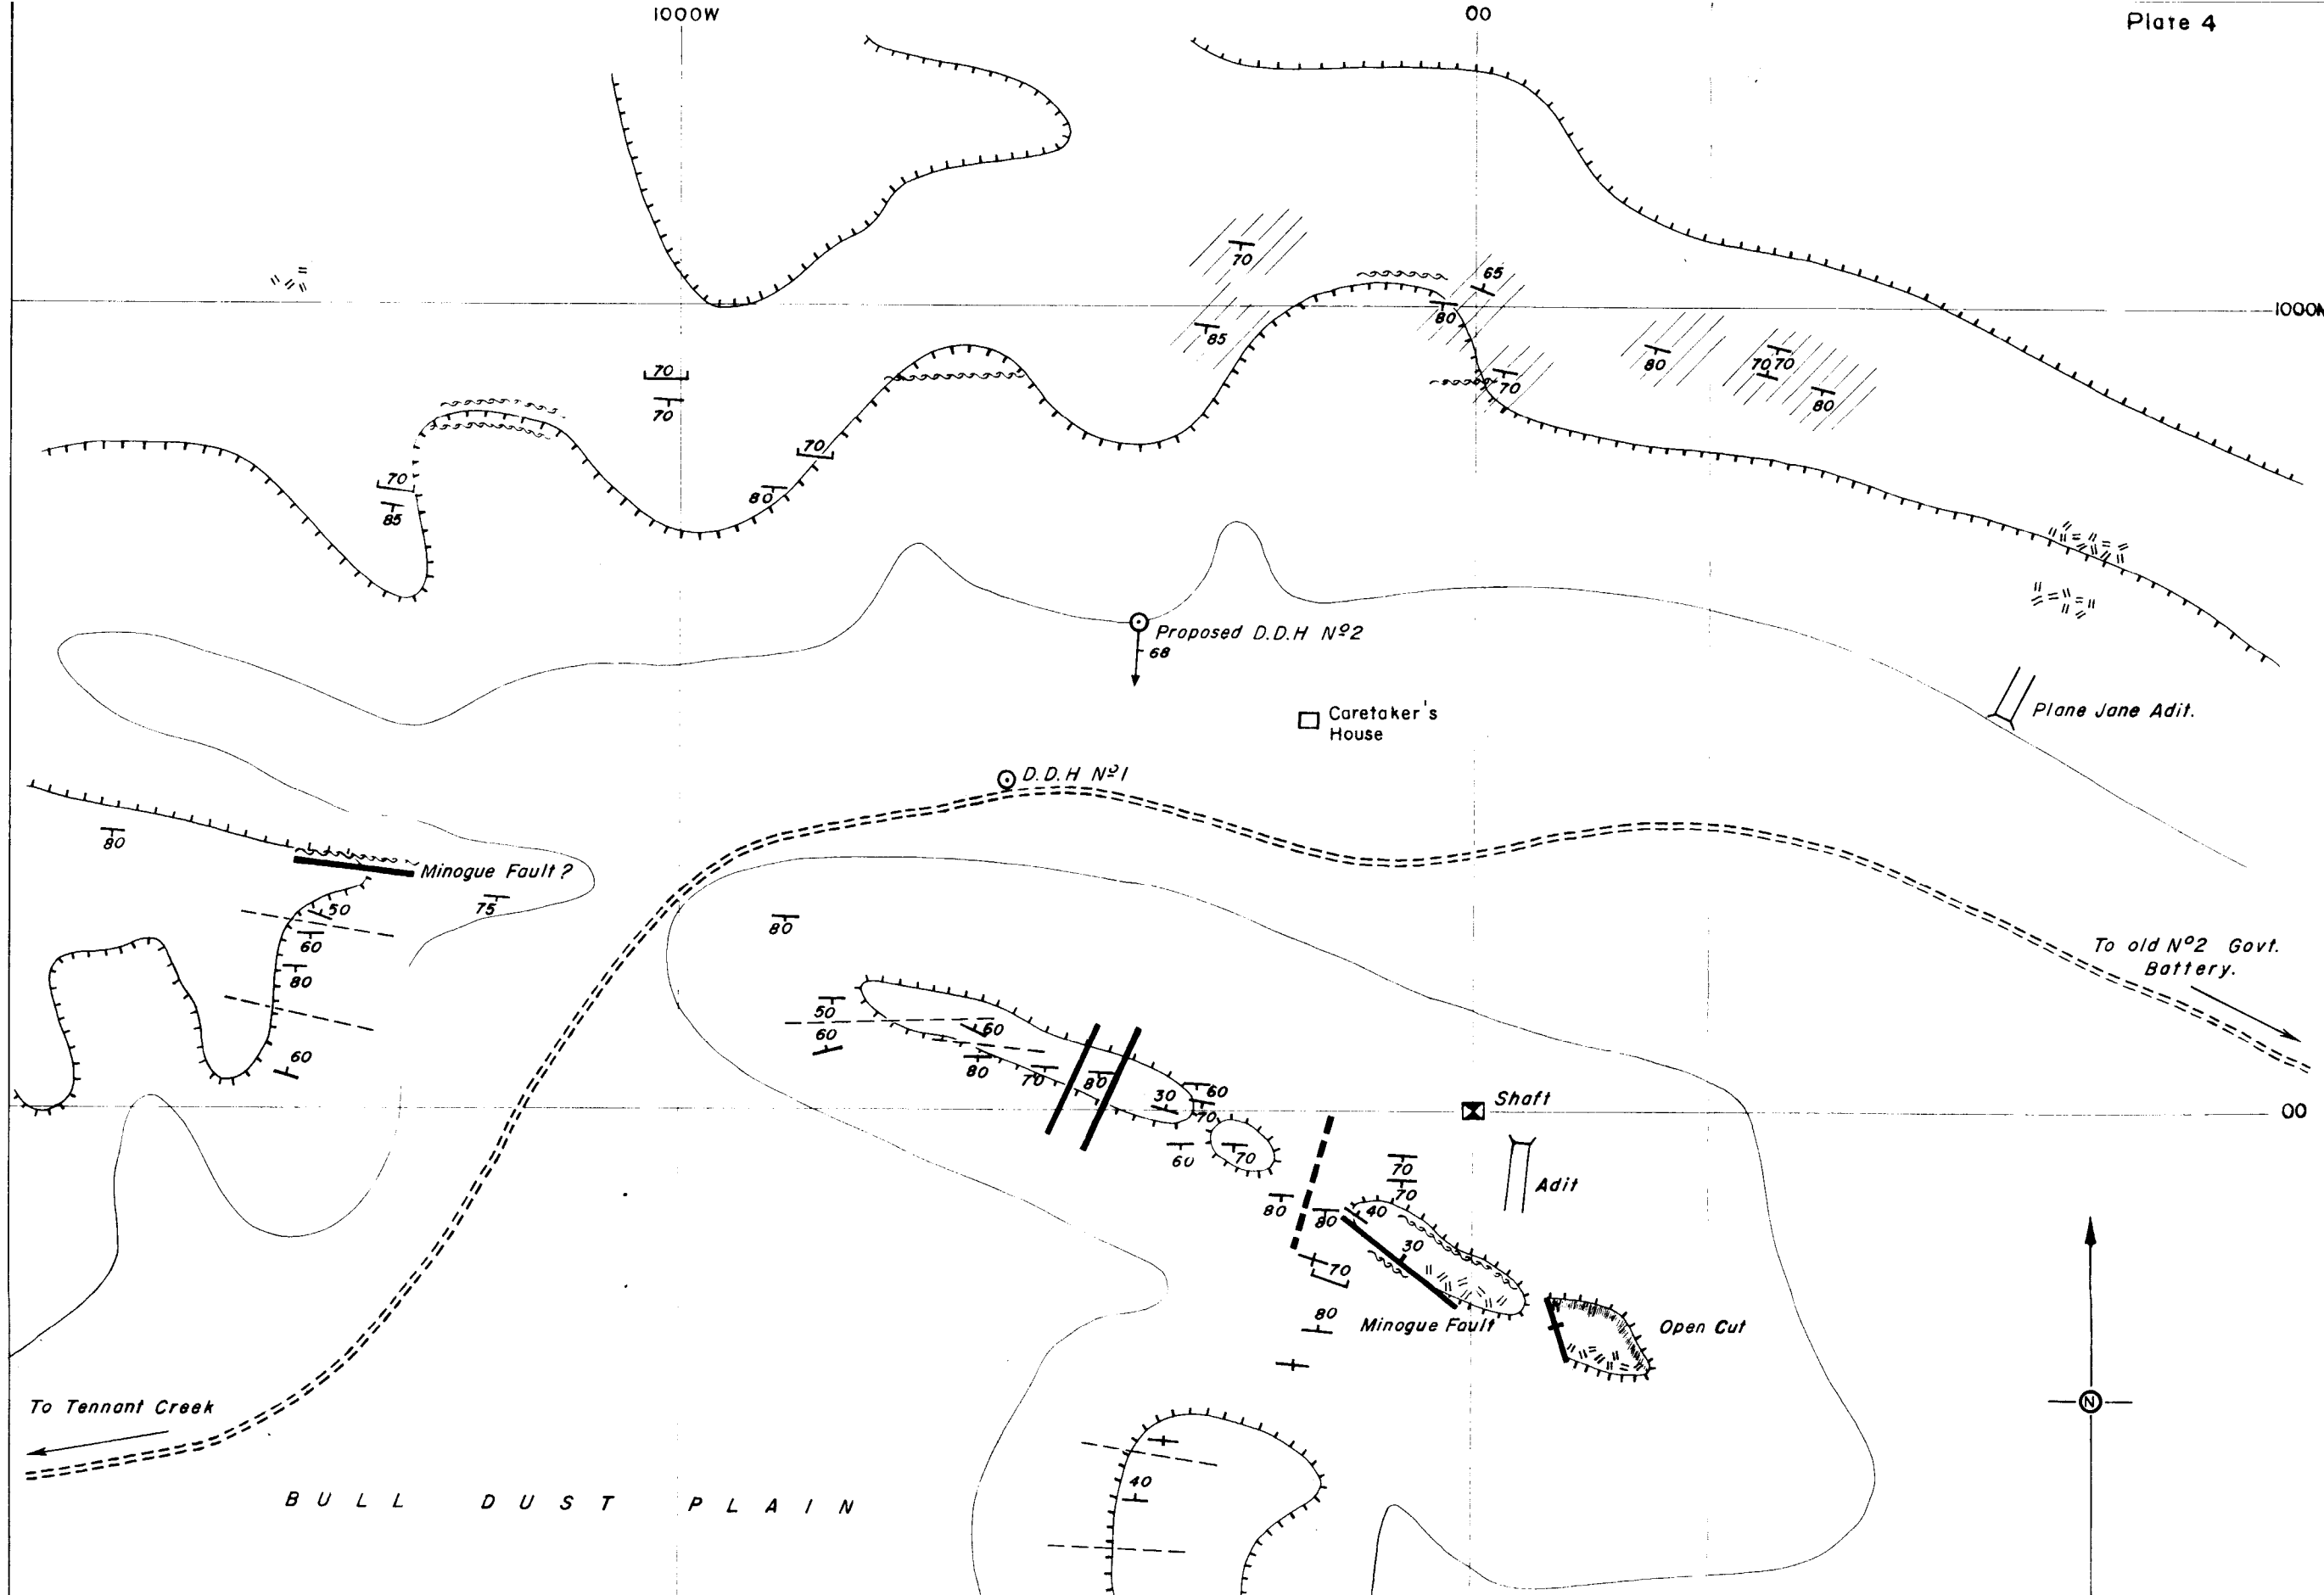 1000W
00
Plate 4
70
65
80
1000N
85
70
70
80
70 70
80
70
70
80
70
80
85
Proposed D.D.H Nº2
68
Caretaker's
House
Plane Jane Adit.
D.D.H Nº1
80
Minogue Fault ?
75
50
60
80
60
80
To old Nº2 Govt.
Battery.
50
60
60
80
70
80
30
60
70
60
70
Shaft
00
70
70
Adit
80
80
40
30
70
80
Minogue Fault
Open Cut
To Tennant Creek
N
40
BULL DUST PLAIN